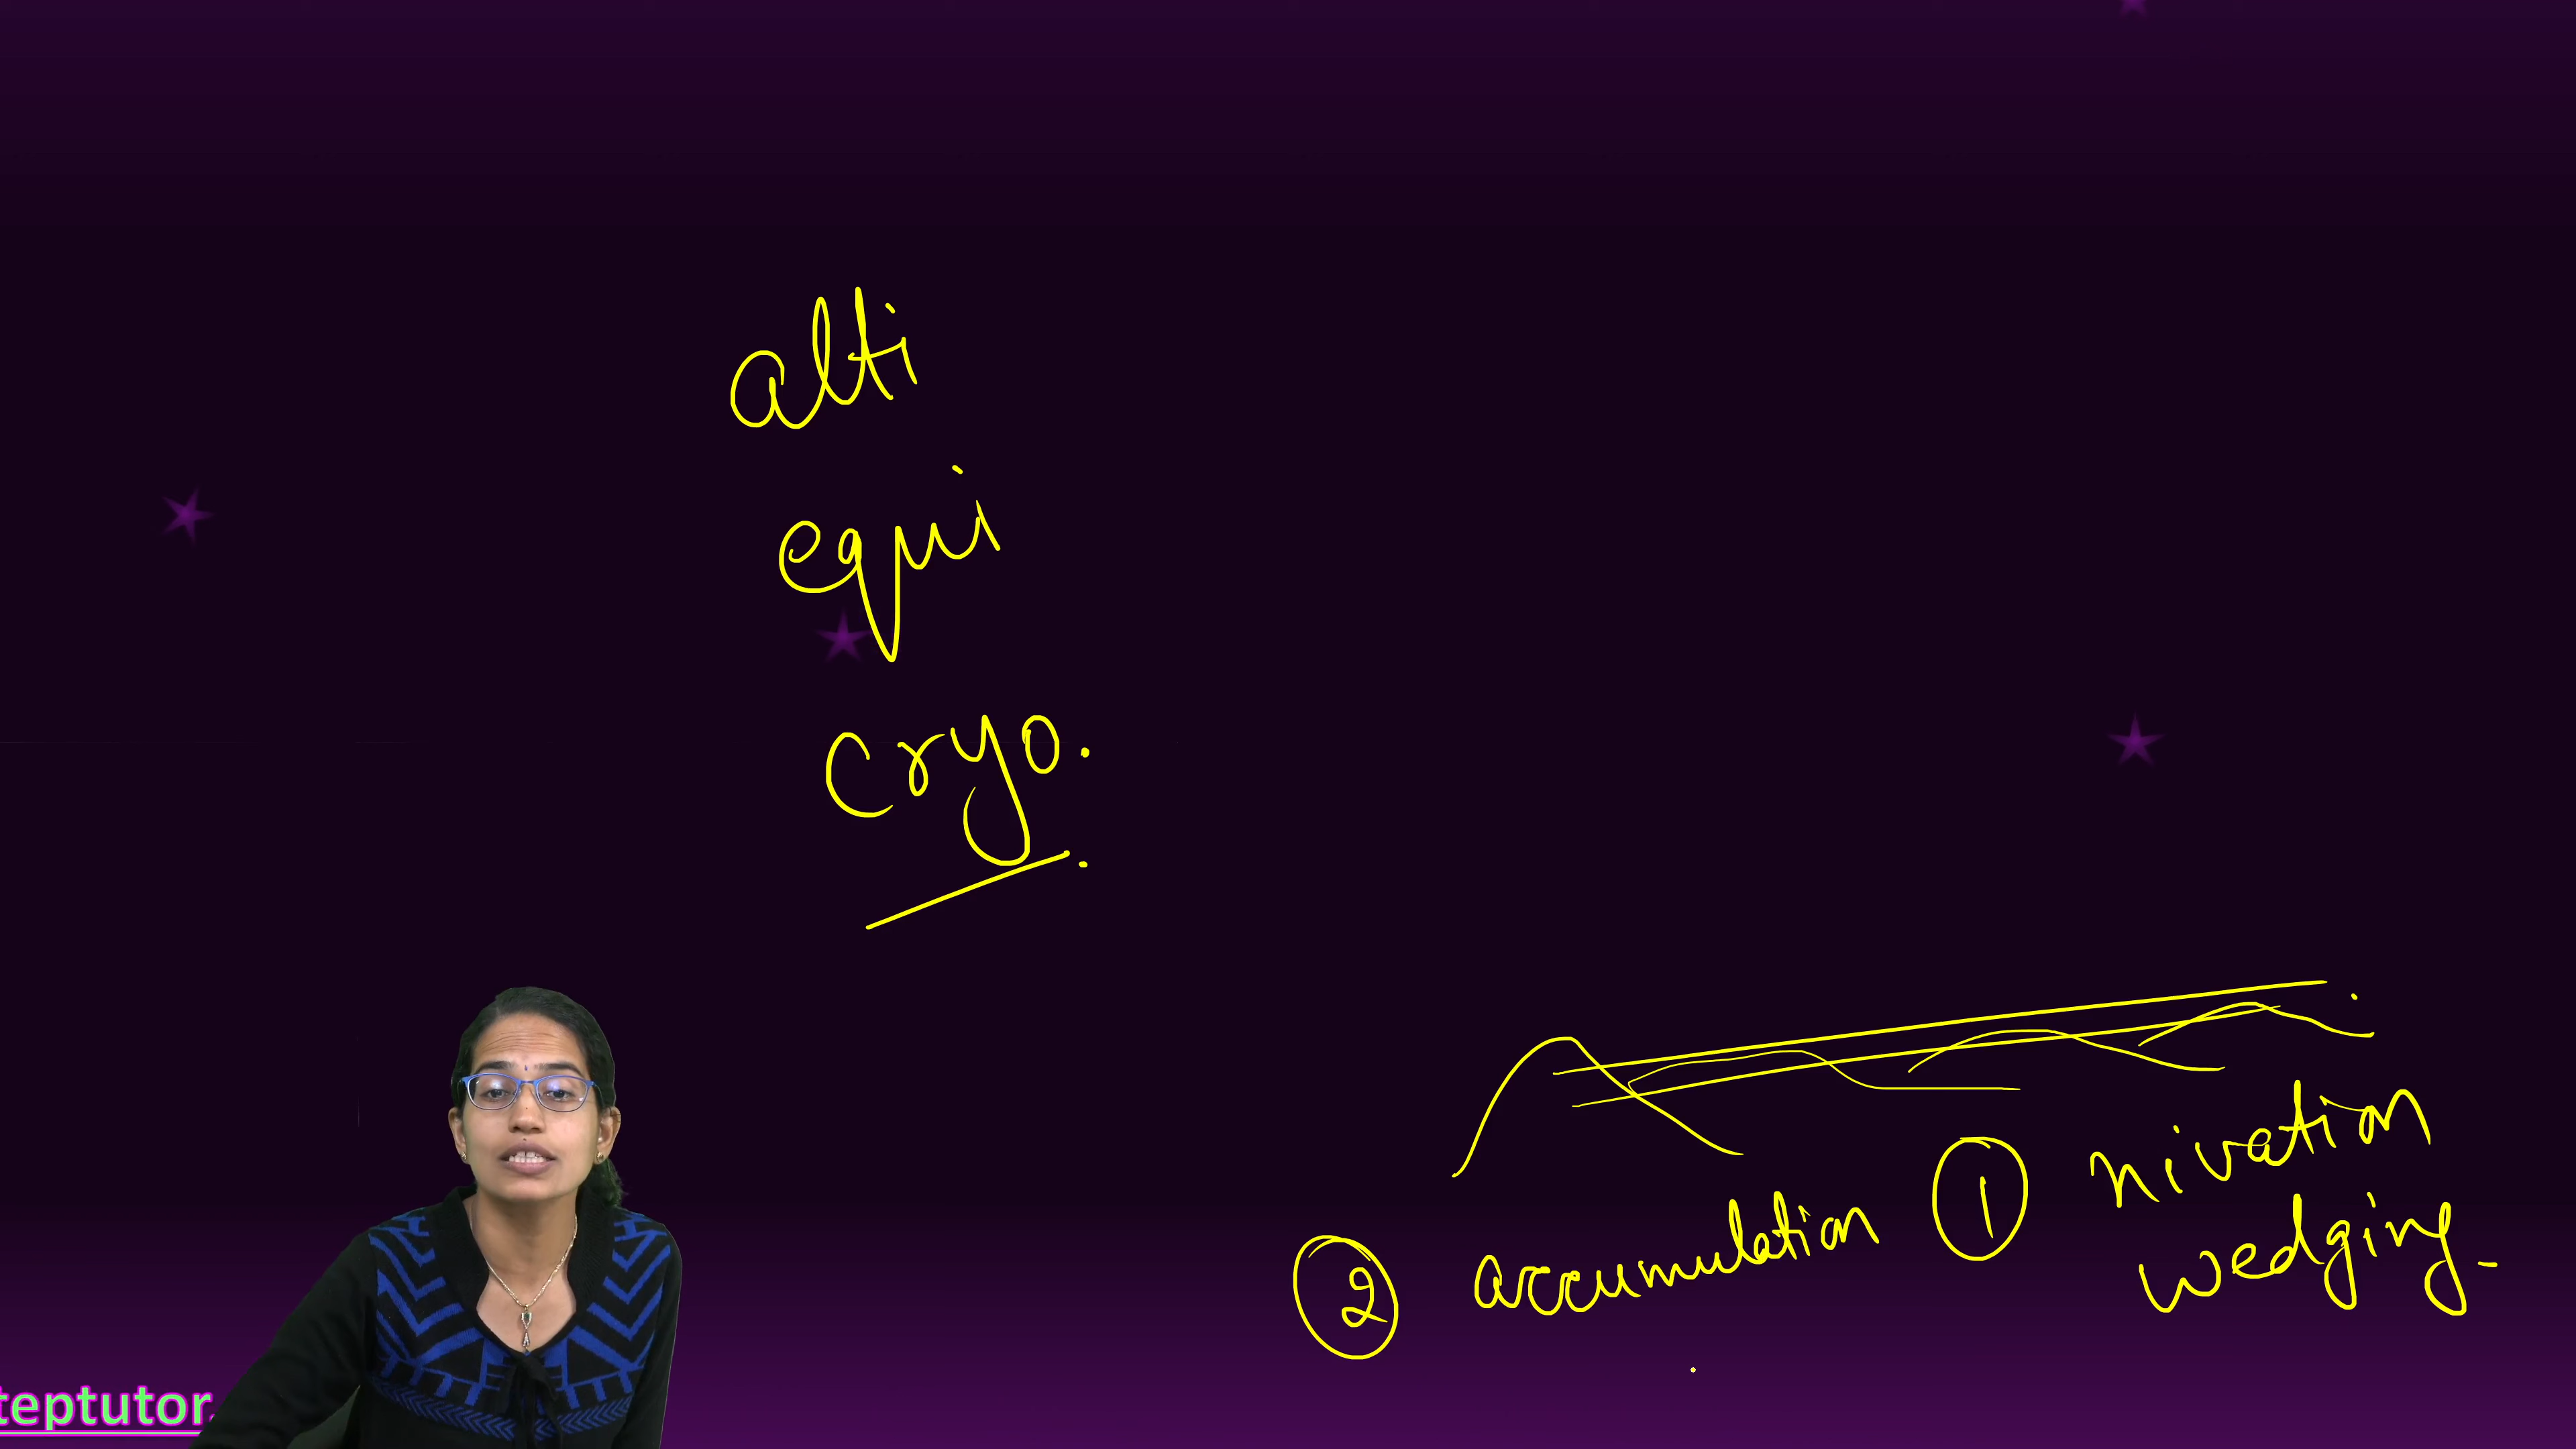 alti
equi
cryo.
① nivation
wedging-
② accumulation
teptutor.